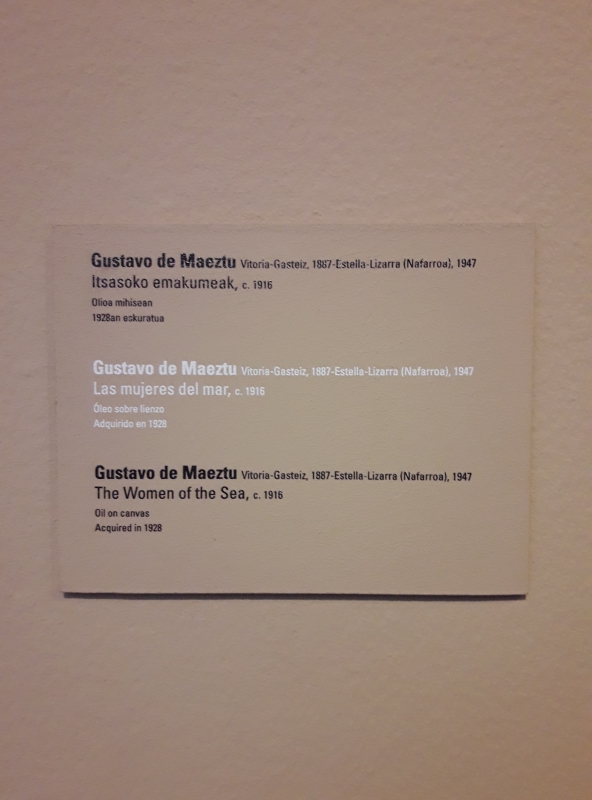 Gustavo de Maeztu Vitoria-Gasteiz, 1887-Estella-Lizarra (Nafarroa), 1947
Itsasoko emakumeak, c. 1916
Olioa mihisean
1928an eskuratua
Gustavo de Maeztu Vitoria-Gasteiz, 1887-Estella-Lizarra (Nafarroa), 1947
Las mujeres del mar, c. 1916
Óleo sobre lienzo
Adquirido en 1928
Gustavo de Maeztu Vitoria-Gasteiz, 1887-Estella-Lizarra (Nafarroa), 1947
The Women of the Sea, c. 1916
Oil on canvas
Acquired in 1928